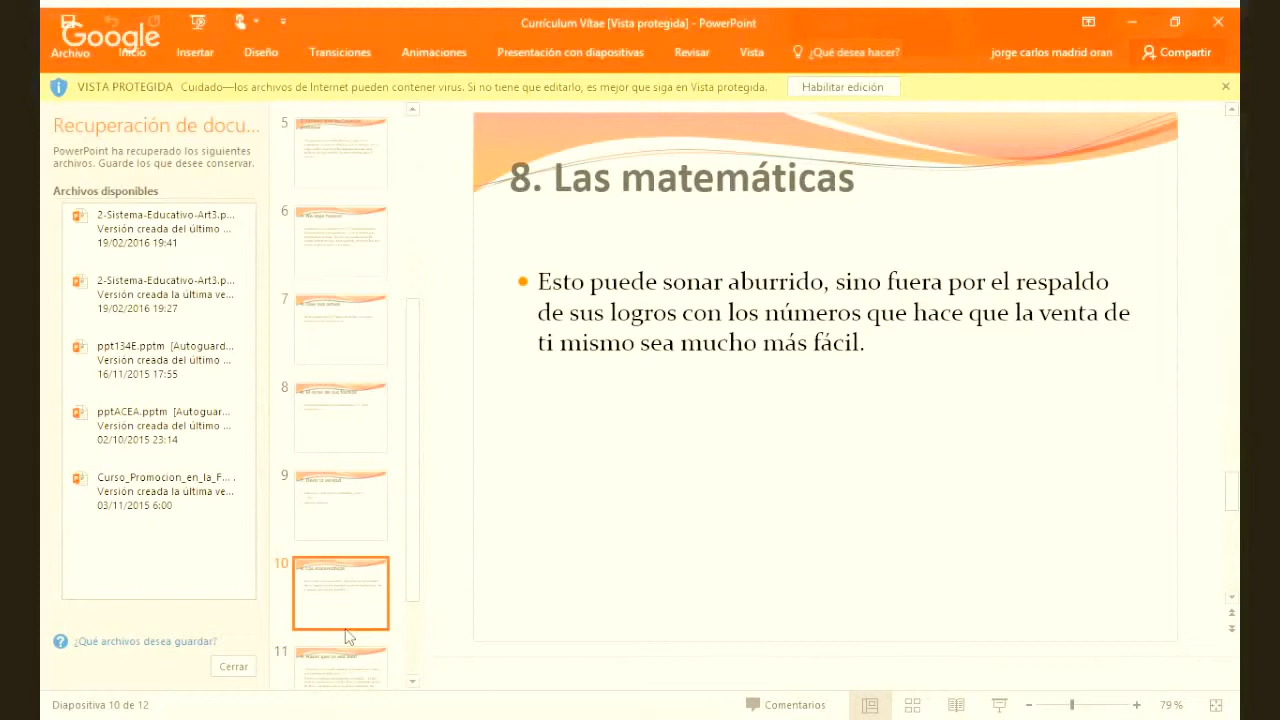 Google
Currículum Vítae [Vista protegida] - PowerPoint
Archivo Inicio Insertar Diseño Transiciones Animaciones Presentación con diapositivas Revisar Vista ¿Qué desea hacer? jorge carlos madrid oran Compartir
VISTA PROTEGIDA Cuidado—los archivos de Internet pueden contener virus. Si no tiene que editarlo, es mejor que siga en Vista protegida. Habilitar edición
Recuperación de docu...
PowerPoint ha recuperado los siguientes
archivos. Guarde los que desee conservar.
Archivos disponibles
2-Sistema-Educativo-Art3.p...
Versión creada del último ...
19/02/2016 19:41
2-Sistema-Educativo-Art3.p...
Versión creada la última ve...
19/02/2016 19:27
ppt134E.pptm [Autoguard...
Versión creada del último ...
16/11/2015 17:55
pptACEA.pptm [Autoguar...
Versión creada del último ...
02/10/2015 23:14
Curso_Promocion_en_la_F... .
Versión creada la última ve...
03/11/2015 6:00
¿Qué archivos desea guardar?
Cerrar
5
6
7
8
9
10
11
8. Las matemáticas
Esto puede sonar aburrido, sino fuera por el respaldo
de sus logros con los números que hace que la venta de
ti mismo sea mucho más fácil.
Diapositiva 10 de 12
Comentarios
79 %